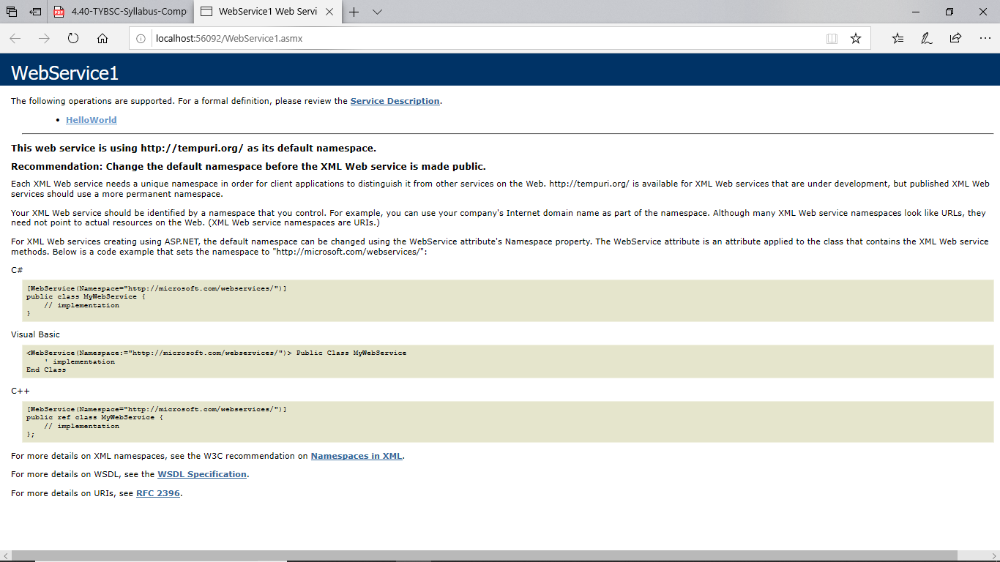 4.40-TYBSC-Syllabus-Comp
WebService1 Web Servi
localhost:56092/WebService1.asmx
WebService1
The following operations are supported. For a formal definition, please review the Service Description.
• HelloWorld
This web service is using http://tempuri.org/ as its default namespace.
Recommendation: Change the default namespace before the XML Web service is made public.
Each XML Web service needs a unique namespace in order for client applications to distinguish it from other services on the Web. http://tempuri.org/ is available for XML Web services that are under development, but published XML Web
services should use a more permanent namespace.
Your XML Web service should be identified by a namespace that you control. For example, you can use your company's Internet domain name as part of the namespace. Although many XML Web service namespaces look like URLs, they
need not point to actual resources on the Web. (XML Web service namespaces are URIs.)
For XML Web services creating using ASP.NET, the default namespace can be changed using the WebService attribute's Namespace property. The WebService attribute is an attribute applied to the class that contains the XML Web service
methods. Below is a code example that sets the namespace to "http://microsoft.com/webservices/":
C#
[WebService(Namespace="http://microsoft.com/webservices/")]
public class MyWebService {
    // implementation
}
Visual Basic
<WebService(Namespace:="http://microsoft.com/webservices/")> Public Class MyWebService
    ' implementation
End Class
C++
[WebService(Namespace="http://microsoft.com/webservices/")]
public ref class MyWebService {
    // implementation
};
For more details on XML namespaces, see the W3C recommendation on Namespaces in XML.
For more details on WSDL, see the WSDL Specification.
For more details on URIs, see RFC 2396.